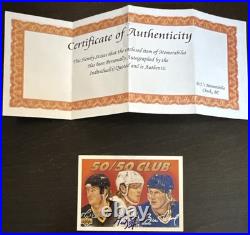 Certificate of Authenticity
This Hereby States that the enclosed item of Memorabilia
Has been Personally Autographed by the
Individual(s) Quoted and is Authentic.
50/50 CLUB